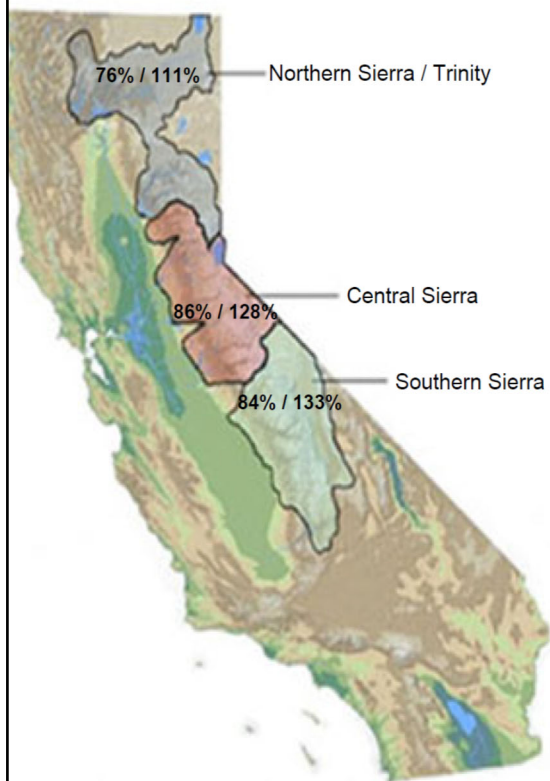 76% / 111%
Northern Sierra / Trinity
86% / 128%
Central Sierra
84% / 133%
Southern Sierra